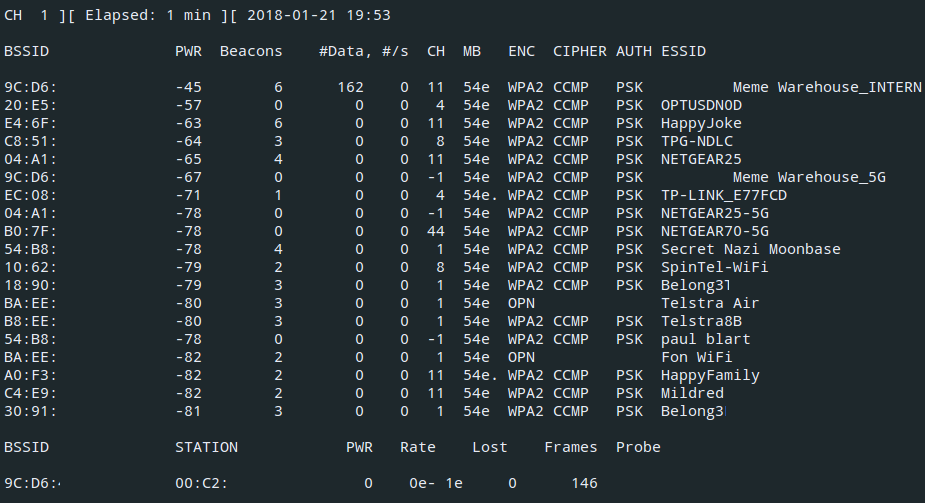 CH 1 ][ Elapsed: 1 min ][ 2018-01-21 19:53
BSSID PWR Beacons #Data, #/s CH MB ENC CIPHER AUTH ESSID
9C:D6: -45 6 162 0 11 54e WPA2 CCMP PSK Meme Warehouse_INTERN
20:E5: -57 0 0 0 4 54e WPA2 CCMP PSK OPTUSDNOD
E4:6F: -63 6 0 0 11 54e WPA2 CCMP PSK HappyJoke
C8:51: -64 3 0 0 8 54e WPA2 CCMP PSK TPG-NDLC
04:A1: -65 4 0 0 11 54e WPA2 CCMP PSK NETGEAR25
9C:D6: -67 0 0 0 -1 54e WPA2 CCMP PSK Meme Warehouse_5G
EC:08: -71 1 0 0 4 54e. WPA2 CCMP PSK TP-LINK_E77FCD
04:A1: -78 0 0 0 -1 54e WPA2 CCMP PSK NETGEAR25-5G
B0:7F: -78 0 0 0 44 54e WPA2 CCMP PSK NETGEAR70-5G
54:B8: -78 4 0 0 1 54e WPA2 CCMP PSK Secret Nazi Moonbase
10:62: -79 2 0 0 8 54e WPA2 CCMP PSK SpinTel-WiFi
18:90: -79 3 0 0 1 54e WPA2 CCMP PSK Belong3
BA:EE: -80 3 0 0 1 54e OPN Telstra Air
B8:EE: -80 3 0 0 1 54e WPA2 CCMP PSK Telstra8B
54:B8: -78 0 0 0 -1 54e WPA2 CCMP PSK paul blart
BA:EE: -82 2 0 0 1 54e OPN Fon WiFi
A0:F3: -82 2 0 0 11 54e. WPA2 CCMP PSK HappyFamily
C4:E9: -82 2 0 0 11 54e WPA2 CCMP PSK Mildred
30:91: -81 3 0 0 1 54e WPA2 CCMP PSK Belong3
BSSID STATION PWR Rate Lost Frames Probe
9C:D6: 00:C2: 0 0e- 1e 0 146